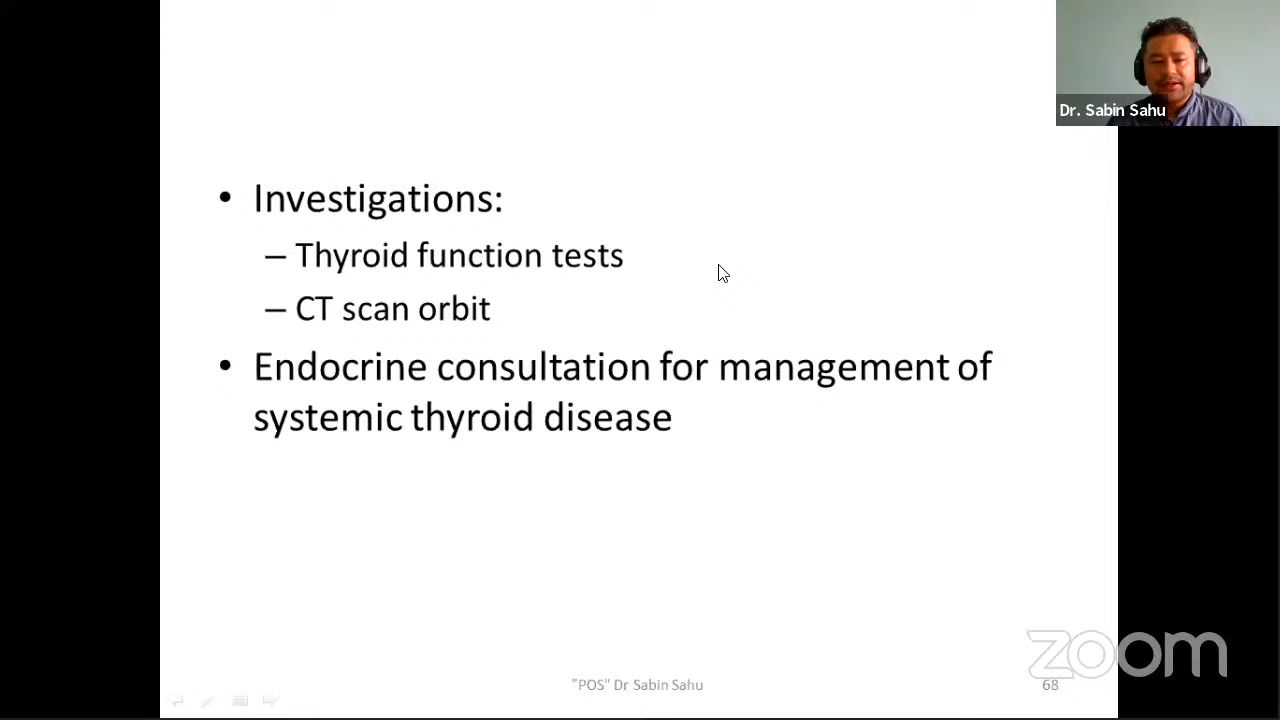 Dr. Sabin Sahu
• Investigations:
– Thyroid function tests
– CT scan orbit
• Endocrine consultation for management of
systemic thyroid disease
zoom
"POS" Dr Sabin Sahu
68